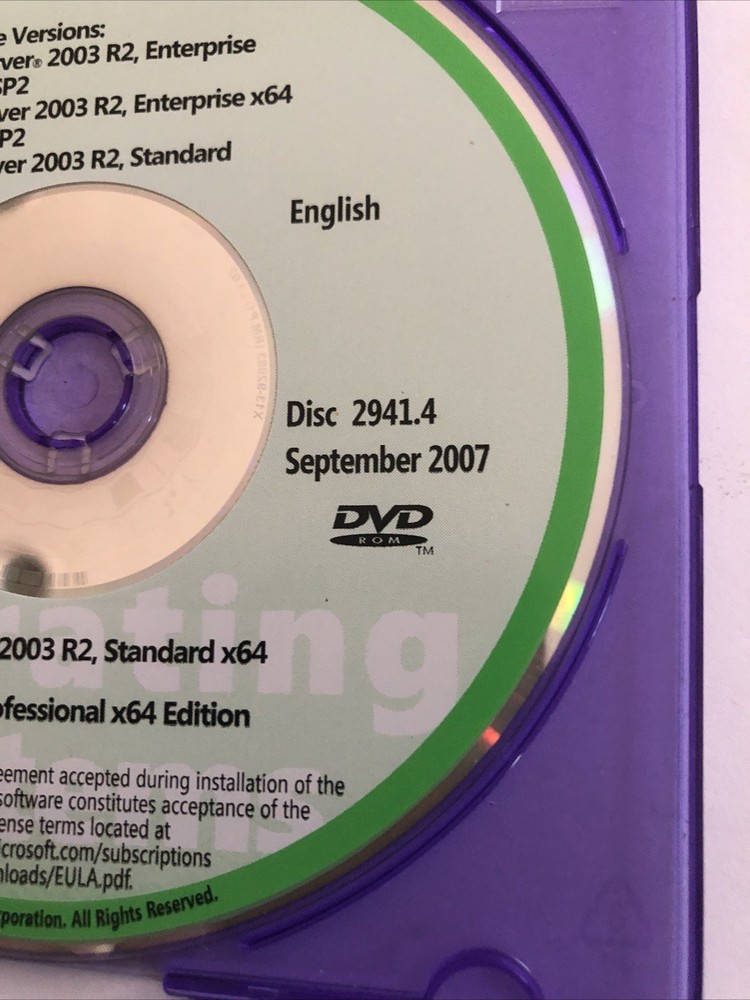 e Versions:
ver® 2003 R2, Enterprise
SP2
ver 2003 R2, Enterprise x64
P2
ver 2003 R2, Standard
English
Disc 2941.4
September 2007
DVD
ROM
TM
rating
2003 R2, Standard x64
ofessional x64 Edition
tems
eement accepted during installation of the
software constitutes acceptance of the
ense terms located at
icrosoft.com/subscriptions
nloads/EULA.pdf.
rporation. All Rights Reserved.